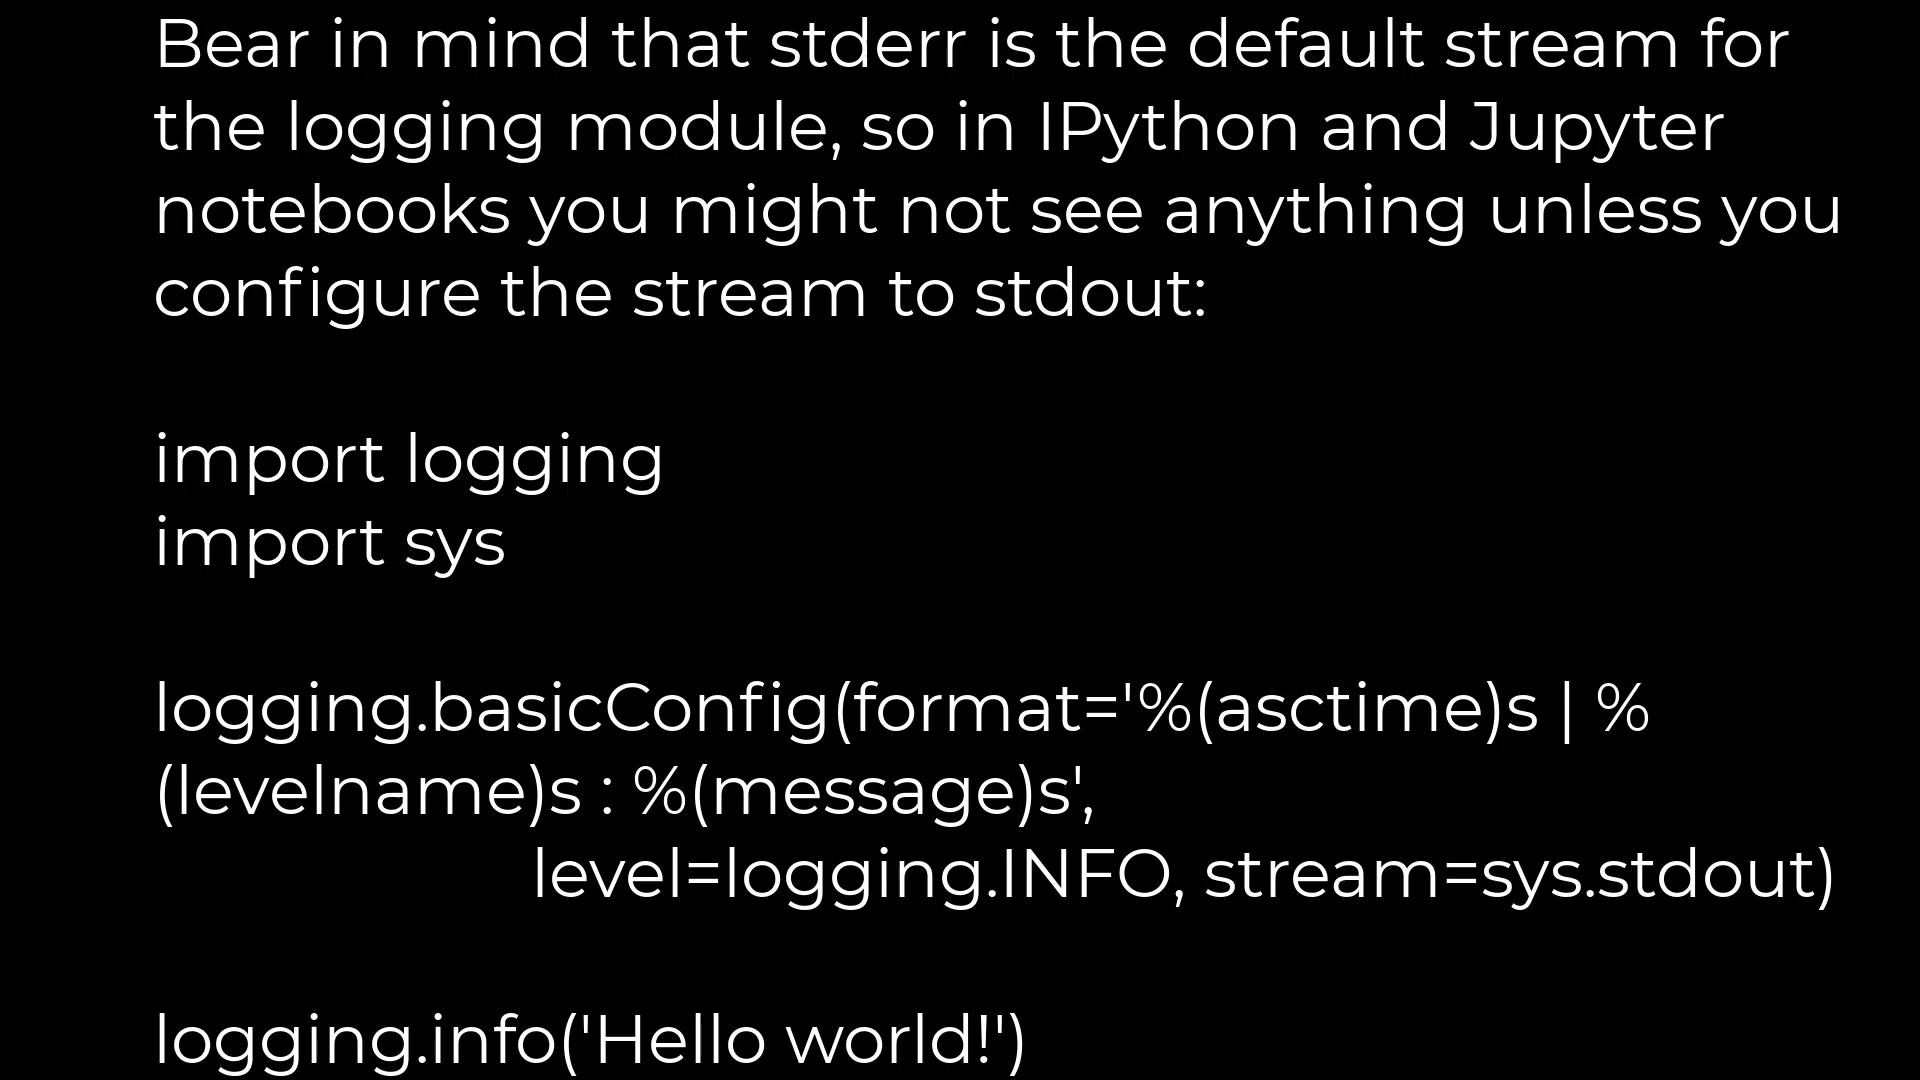 Bear in mind that stderr is the default stream for
the logging module, so in IPython and Jupyter
notebooks you might not see anything unless you
configure the stream to stdout:
import logging
import sys
logging.basicConfig(format='%(asctime)s | %
(levelname)s : %(message)s',
level=logging.INFO, stream=sys.stdout)
logging.info('Hello world!')